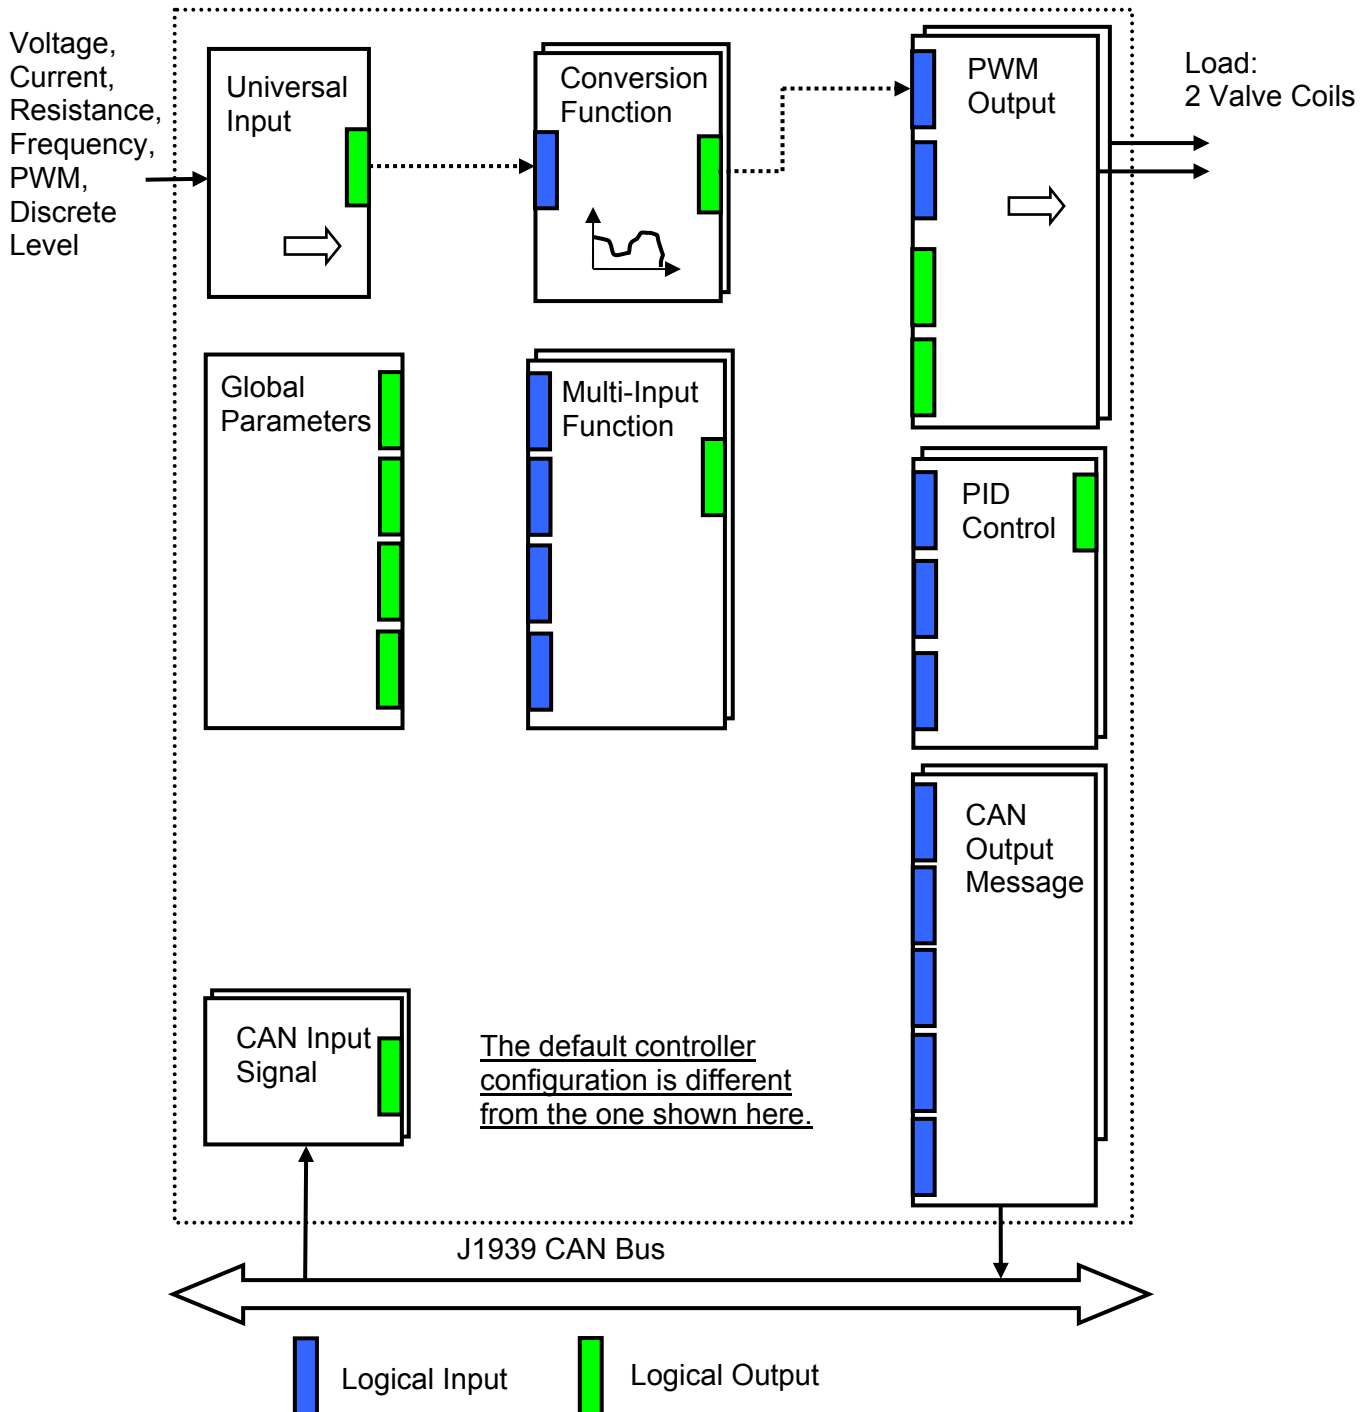 Voltage,
Current,
Resistance,
Frequency,
PWM,
Discrete
Level
Universal
Input
Conversion
Function
PWM
Output
Load:
2 Valve Coils
Global
Parameters
Multi-Input
Function
PID
Control
CAN
Output
Message
CAN Input
Signal
The default controller
configuration is different
from the one shown here.
J1939 CAN Bus
Logical Input
Logical Output